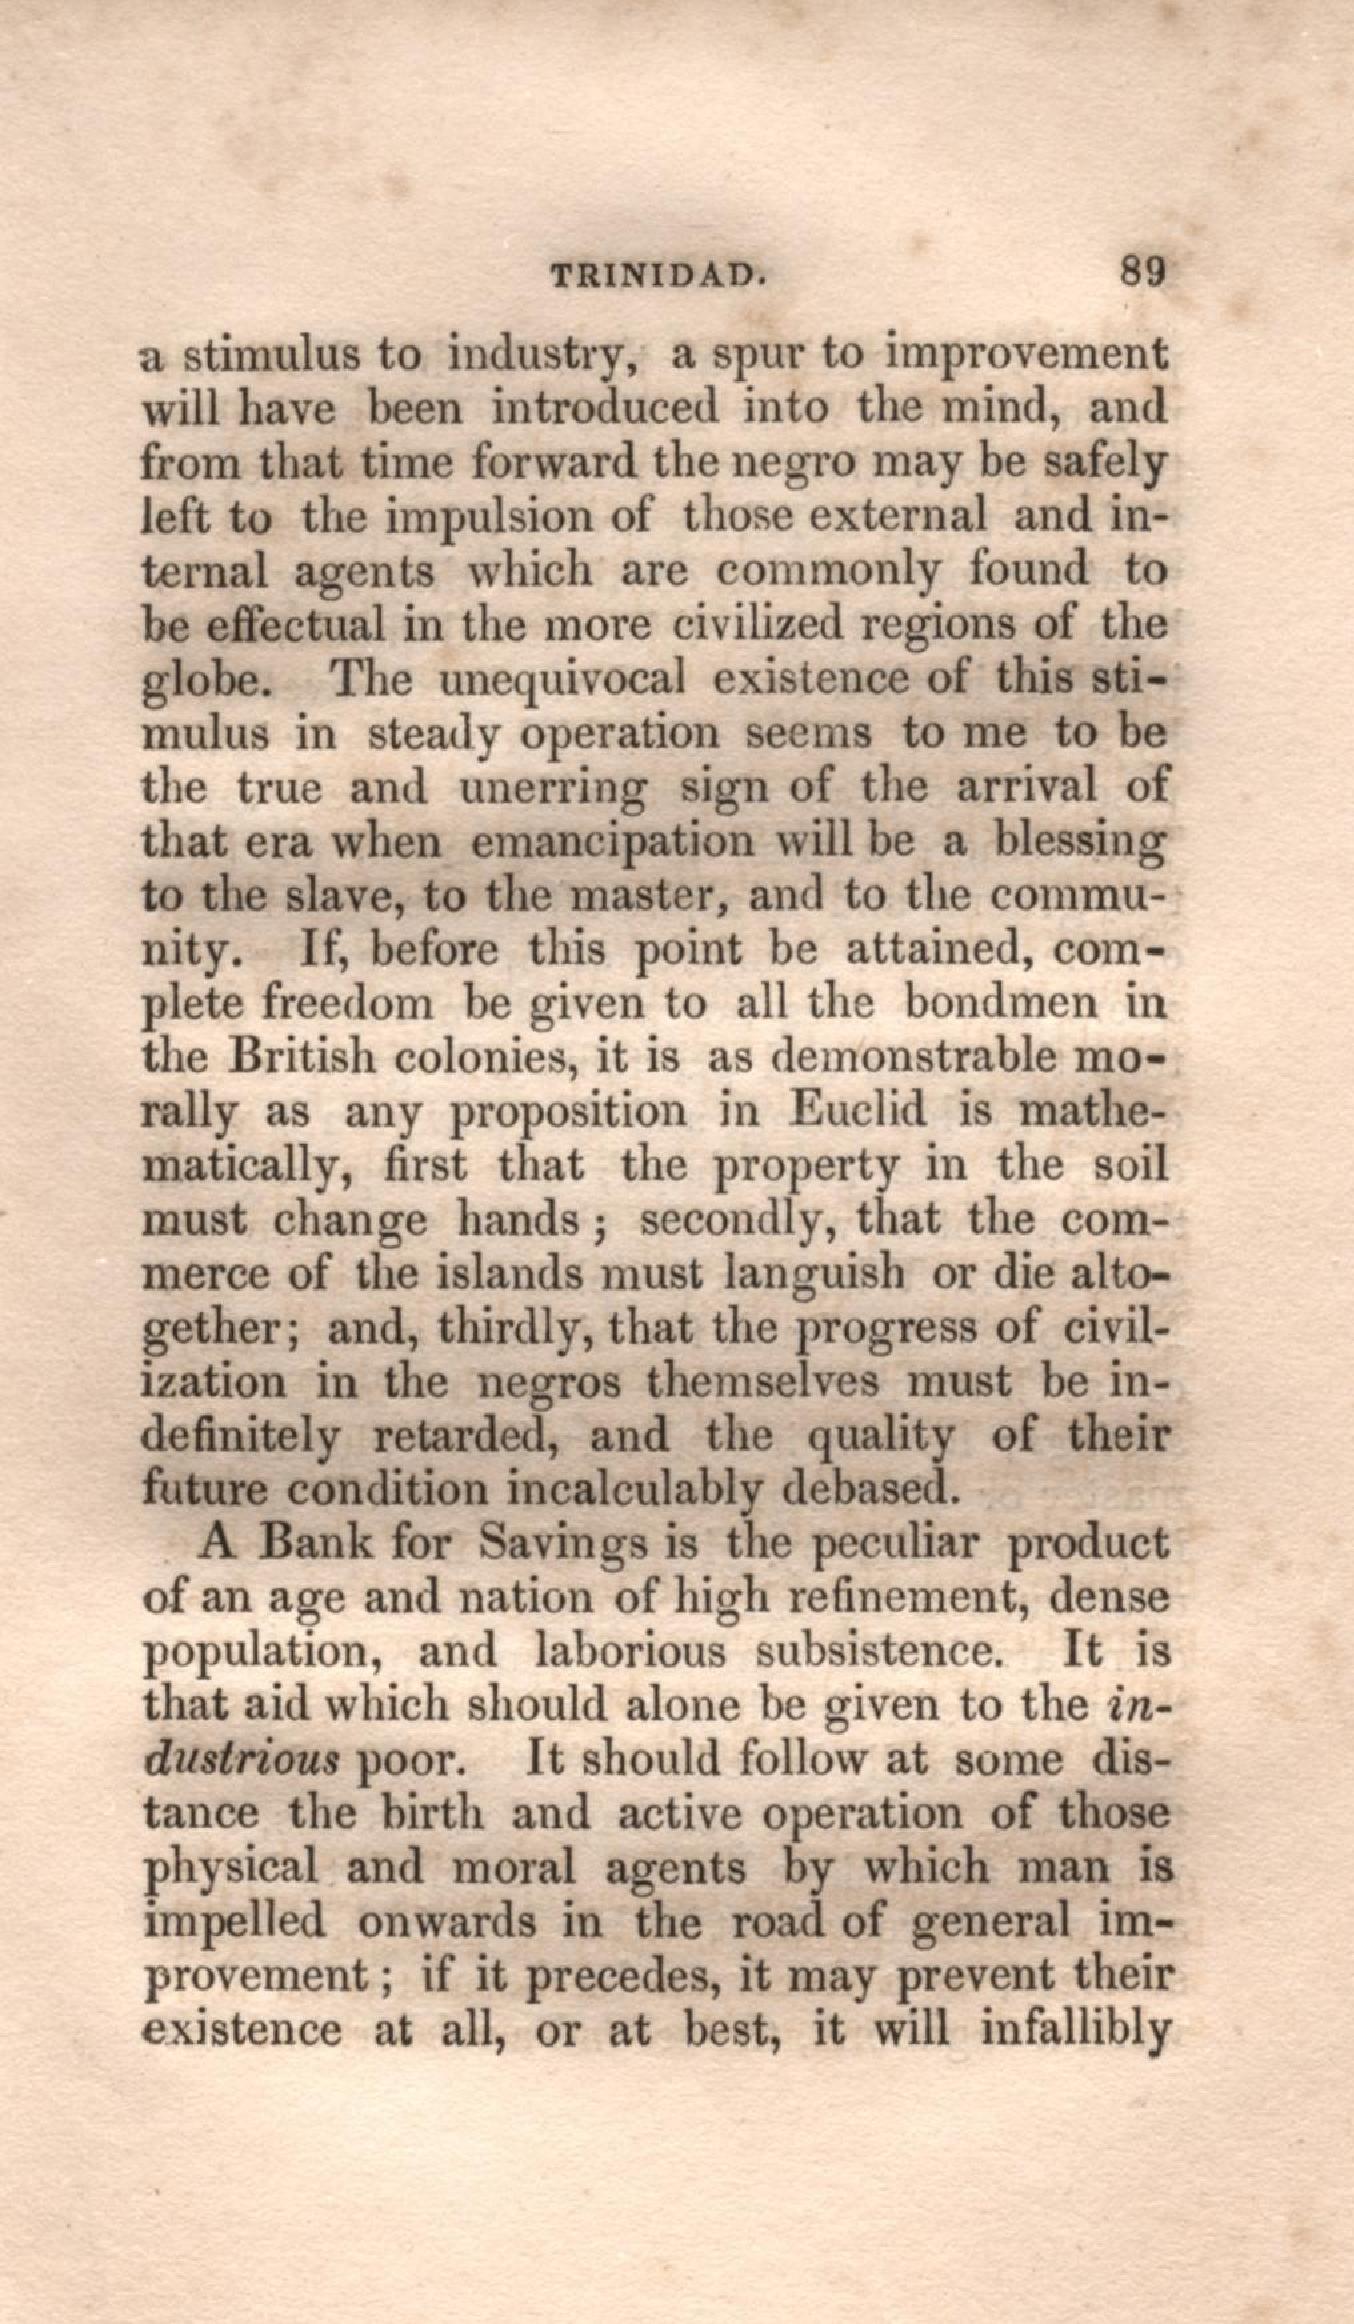 TRINIDAD. 89
a stimulus to industry, a spur to improvement
will have been introduced into the mind, and
from that time forward the negro may be safely
left to the impulsion of those external and in-
ternal agents which are commonly found to
be effectual in the more civilized regions of the
globe. The unequivocal existence of this sti-
mulus in steady operation seems to me to be
the true and unerring sign of the arrival of
that era when emancipation will be a blessing
to the slave, to the master, and to the commu-
nity. If, before this point be attained, com-
plete freedom be given to all the bondmen in
the British colonies, it is as demonstrable mo-
rally as any proposition in Euclid is mathe-
matically, first that the property in the soil
must change hands ; secondly, that the com-
merce of the islands must languish or die alto-
gether; and, thirdly, that the progress of civil-
ization in the negros themselves must be in-
definitely retarded, and the quality of their
future condition incalculably debased.
A Bank for Savings is the peculiar product
of an age and nation of high refinement, dense
population, and laborious subsistence. It is
that aid which should alone be given to the in-
dustrious poor. It should follow at some dis-
tance the birth and active operation of those
physical and moral agents by which man is
impelled onwards in the road of general im-
provement ; if it precedes, it may prevent their
existence at all, or at best, it will infallibly